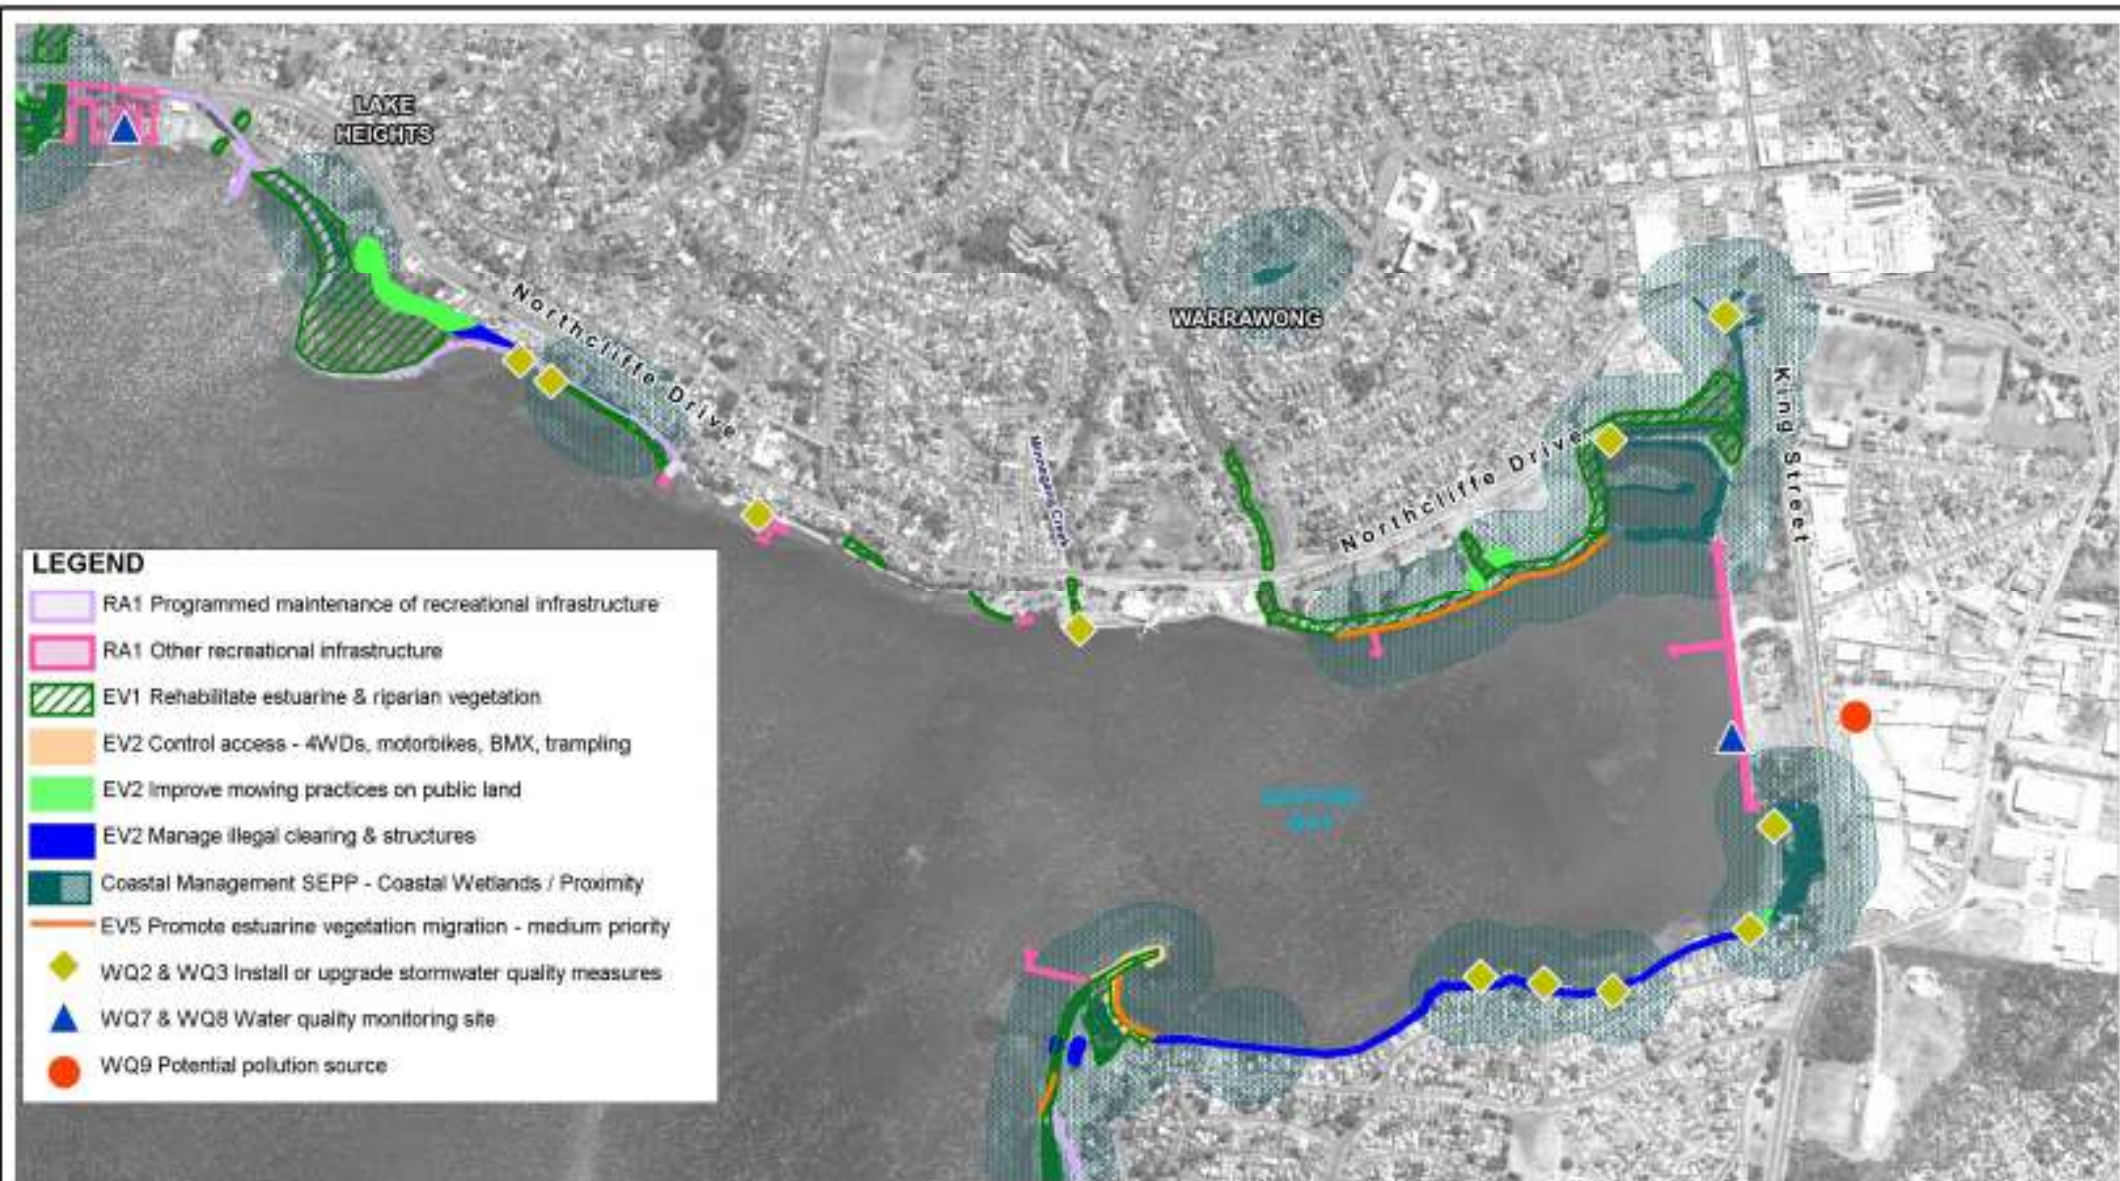 LAKE
HEIGHTS
Northcliffe Drive
WARRAWONG
King Street
Northcliffe Drive
Minnegang Creek
LEGEND
RA1 Programmed maintenance of recreational infrastructure
RA1 Other recreational infrastructure
EV1 Rehabilitate estuarine & riparian vegetation
EV2 Control access - 4WDs, motorbikes, BMX, trampling
EV2 Improve mowing practices on public land
EV2 Manage illegal clearing & structures
Coastal Management SEPP - Coastal Wetlands / Proximity
EV5 Promote estuarine vegetation migration - medium priority
WQ2 & WQ3 Install or upgrade stormwater quality measures
WQ7 & WQ8 Water quality monitoring site
WQ9 Potential pollution source